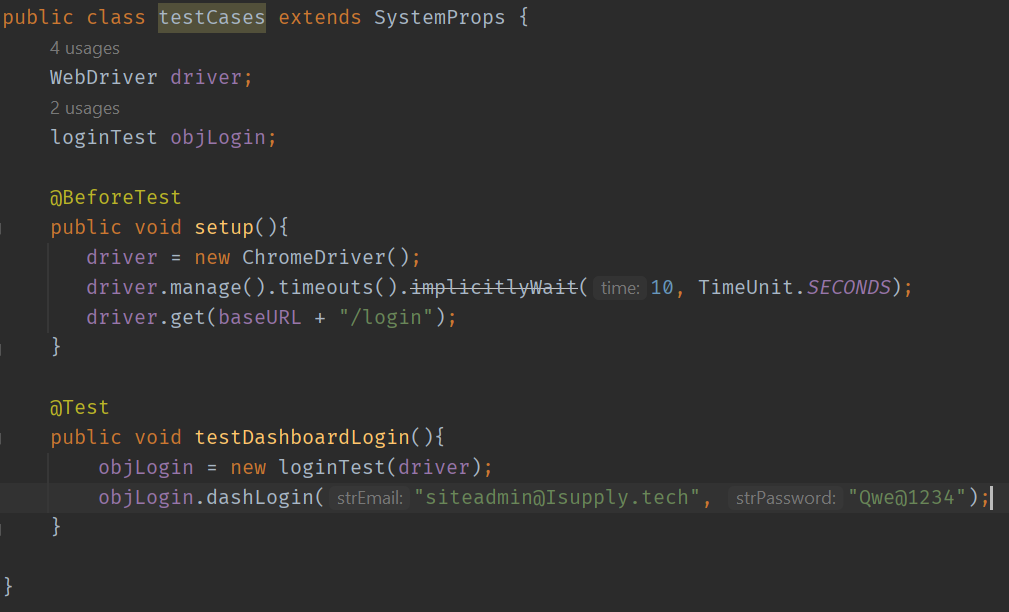 public class testCases extends SystemProps {
4 usages
WebDriver driver;
2 usages
loginTest objLogin;
@BeforeTest
public void setup(){
driver = new ChromeDriver();
driver.manage().timeouts().implicitlyWait( time: 10, TimeUnit.SECONDS);
driver.get(baseURL + "/login");
}
@Test
public void testDashboardLogin(){
objLogin = new loginTest(driver);
objLogin.dashLogin( strEmail: "siteadmin@Isupply.tech", strPassword: "Qwe@1234");
}
}